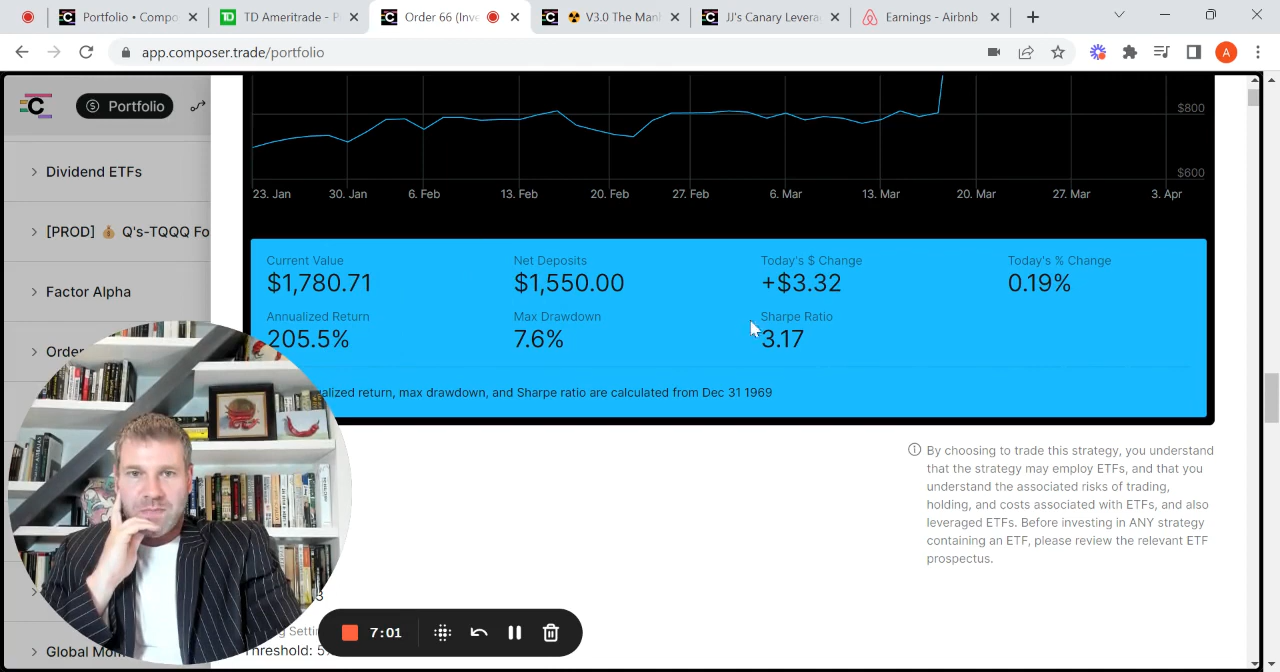 Portfolio • Compo
TD Ameritrade - P
Order 66 (Inve
V3.0 The Manh
JJ's Canary Levera
Earnings - Airbnb
app.composer.trade/portfolio
A
C
Portfolio
Dividend ETFs
[PROD] 💰 Q's-TQQQ Fo
Factor Alpha
Order
Global Mom
$800
$600
23. Jan 30. Jan 6. Feb 13. Feb 20. Feb 27. Feb 6. Mar 13. Mar 20. Mar 27. Mar 3. Apr
Current Value Net Deposits Today's $ Change Today's % Change
$1,780.71 $1,550.00 +$3.32 0.19%
Annualized Return Max Drawdown Sharpe Ratio
205.5% 7.6% 3.17
alized return, max drawdown, and Sharpe ratio are calculated from Dec 31 1969
By choosing to trade this strategy, you understand
that the strategy may employ ETFs, and that you
understand the associated risks of trading,
holding, and costs associated with ETFs, and also
leveraged ETFs. Before investing in ANY strategy
containing an ETF, please review the relevant ETF
prospectus.
7:01
Threshold: 5